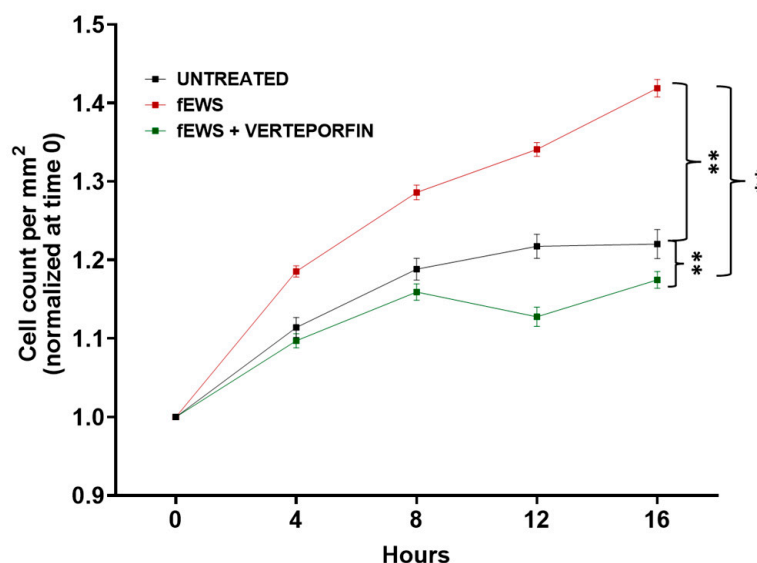 1.5
1.4
1.3
1.2
1.1
1.0
0.9
Cell count per mm²
(normalized at time 0)
UNTREATED
fEWS
fEWS + VERTEPORFIN
**
**
0
4
8
12
16
Hours